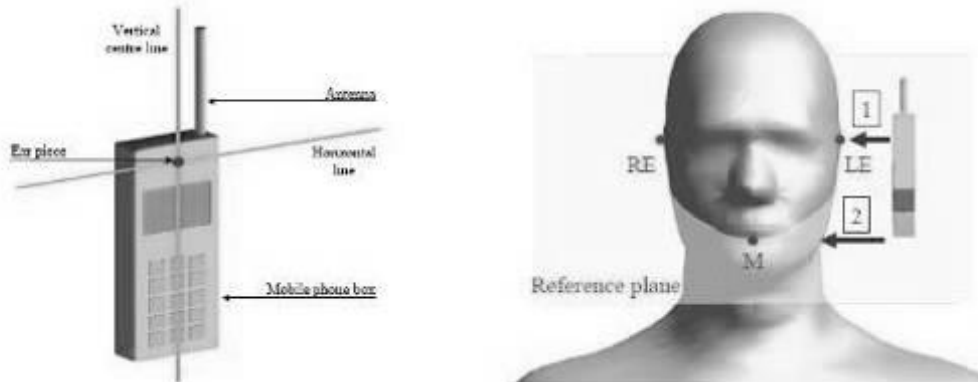 Vertical
centre line
Antenna
Ear piece
Horizontal
line
Mobile phone box
1
RE
LE
2
M
Reference plane